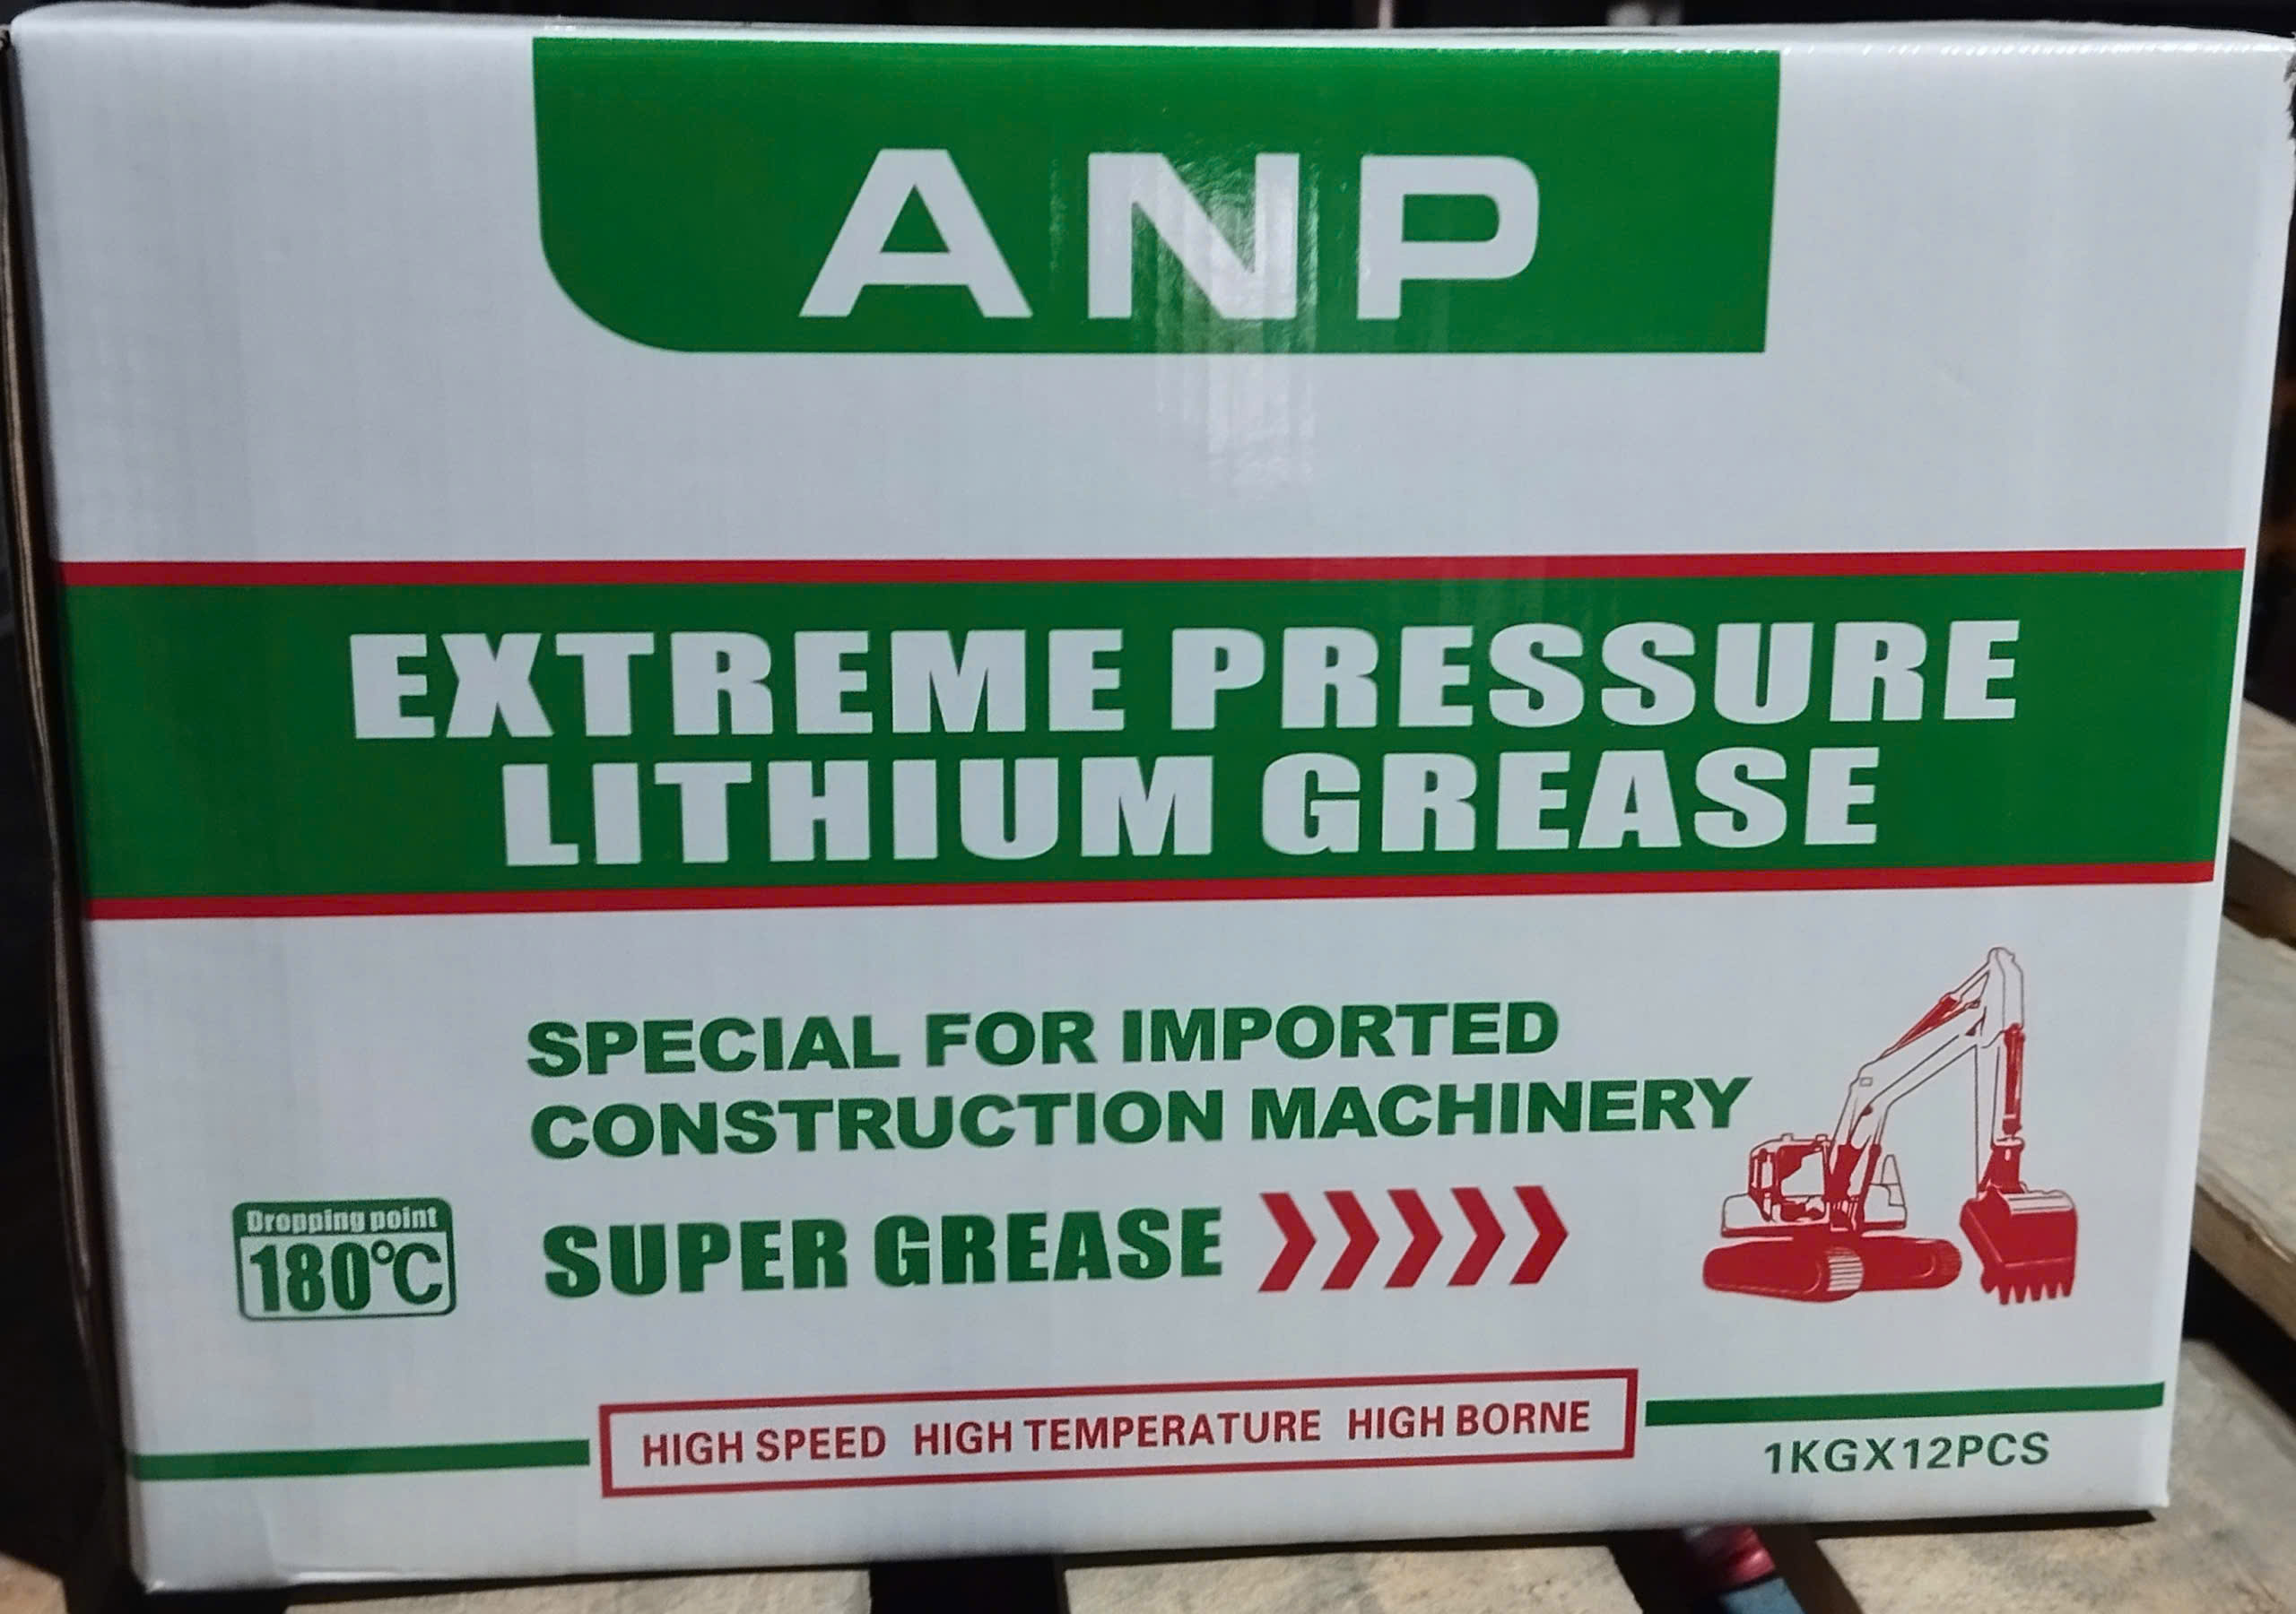 ANP
EXTREME PRESSURE
LITHIUM GREASE
SPECIAL FOR IMPORTED
CONSTRUCTION MACHINERY
Dropping point
180℃
SUPER GREASE
HIGH SPEED HIGH TEMPERATURE HIGH BORNE
1KGX12PCS